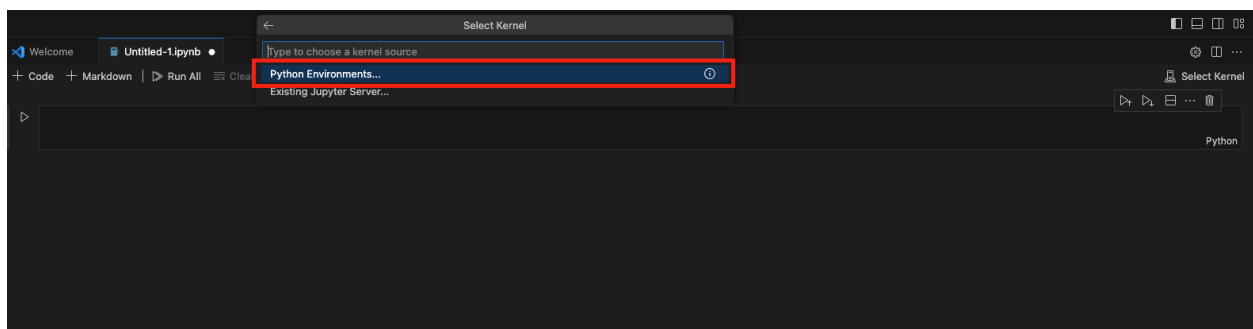 Select Kernel
Welcome Untitled-1.ipynb
Type to choose a kernel source
+ Code + Markdown Run All Clea
Python Environments...
Select Kernel
Existing Jupyter Server...
Python